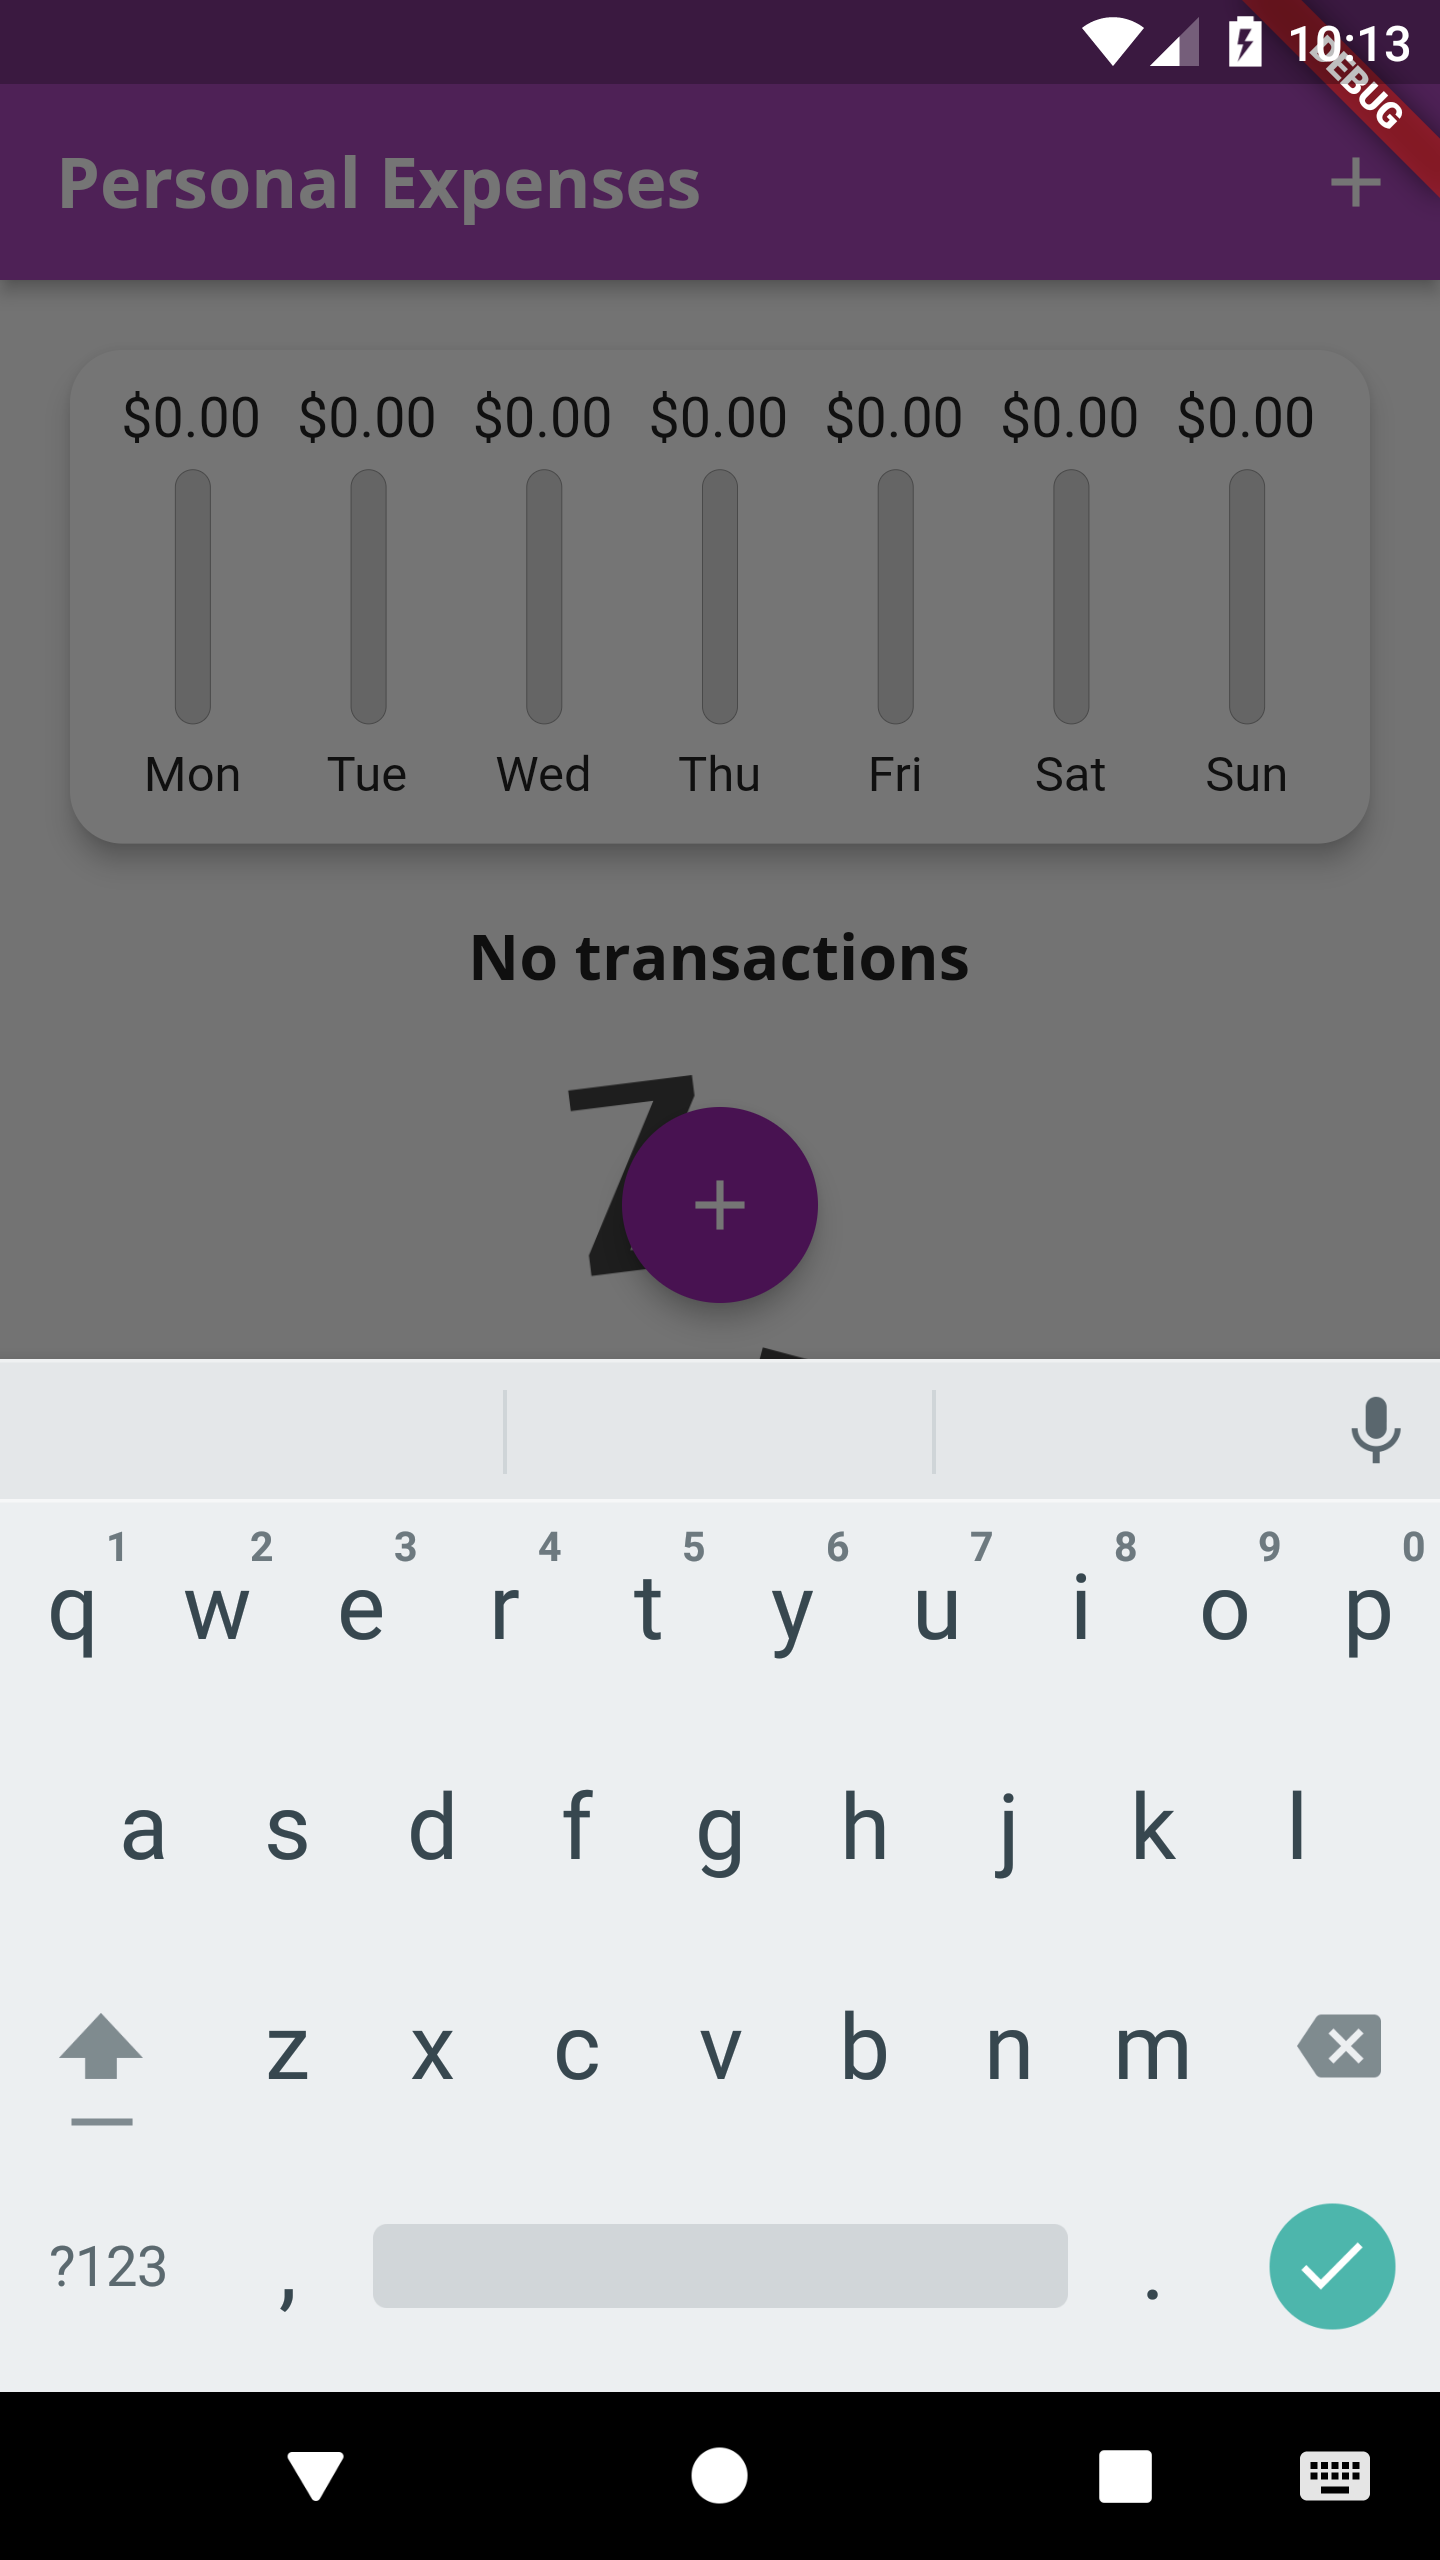 10:13
DEBUG
Personal Expenses
$0.00 $0.00 $0.00 $0.00 $0.00 $0.00 $0.00
Mon Tue Wed Thu Fri Sat Sun
No transactions
Z
1 2 3 4 5 6 7 8 9 0
q w e r t y u i o p
a s d f g h j k l
z x c v b n m
?123 , .